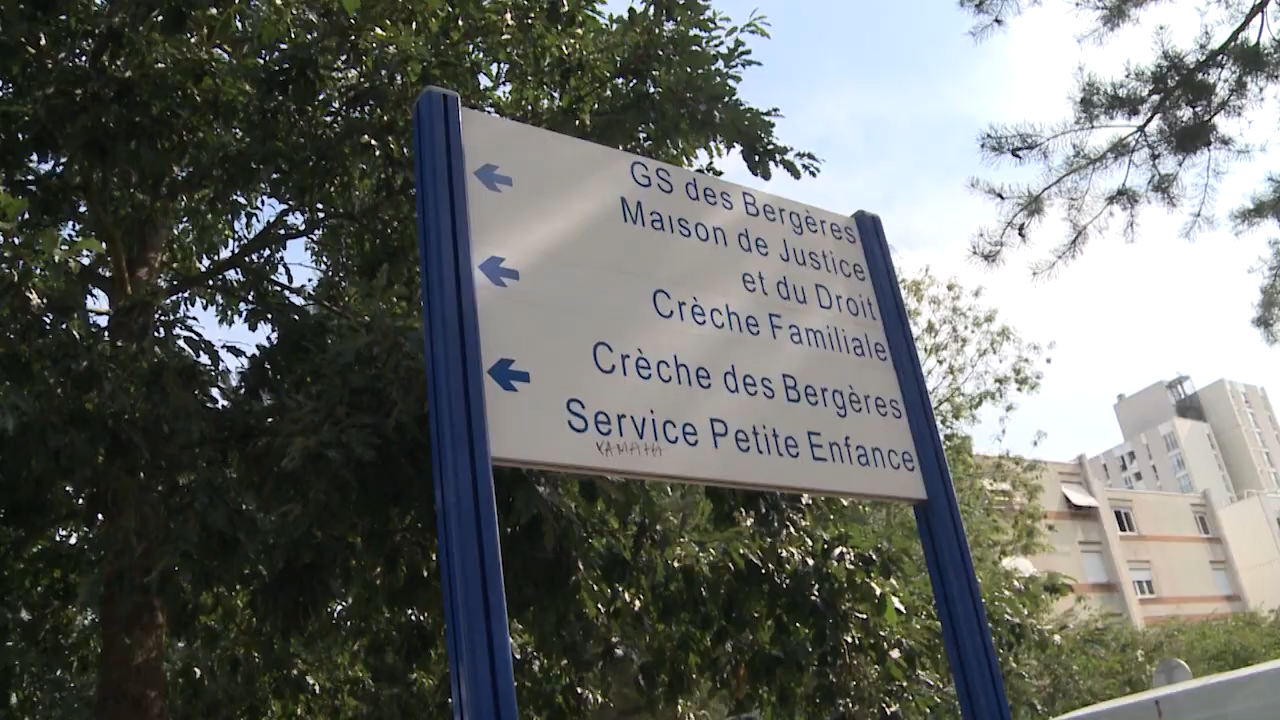 GS des Bergères
Maison de Justice
et du Droit
Crèche Familiale
Crèche des Bergères
Service Petite Enfance